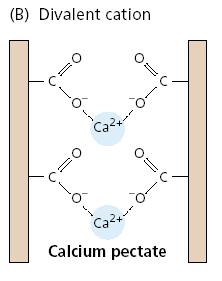 (B) Divalent cation
O O
C C
O⁻ ⁻O
Ca²⁺
O O
C C
O⁻ ⁻O
Ca²⁺
Calcium pectate